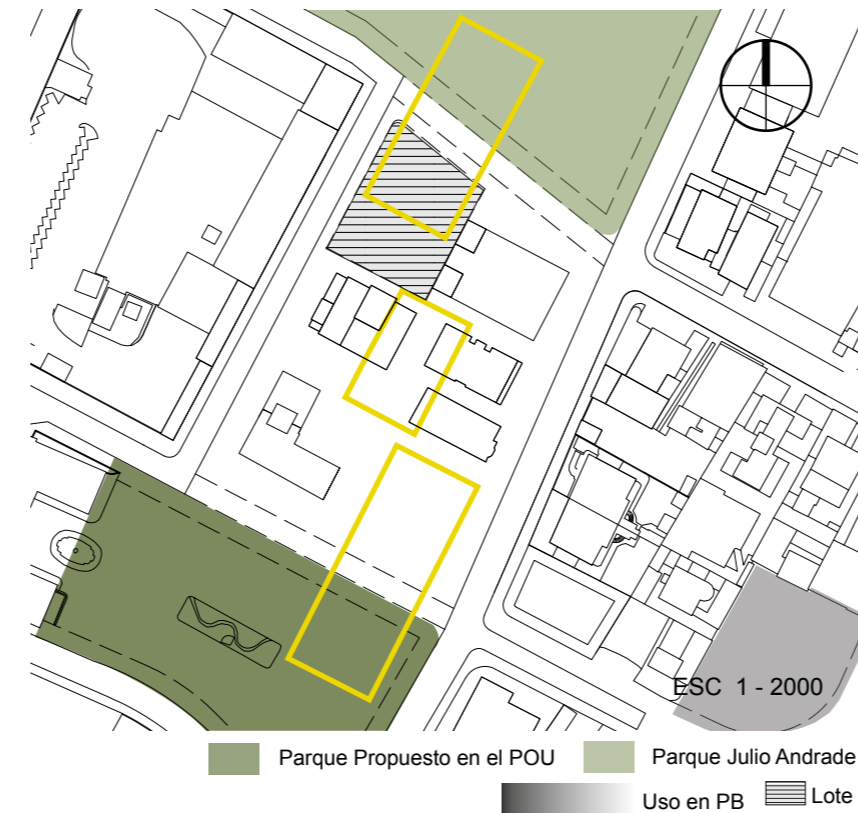 ESC 1 - 2000
Parque Propuesto en el POU
Parque Julio Andrade
Uso en PB
Lote